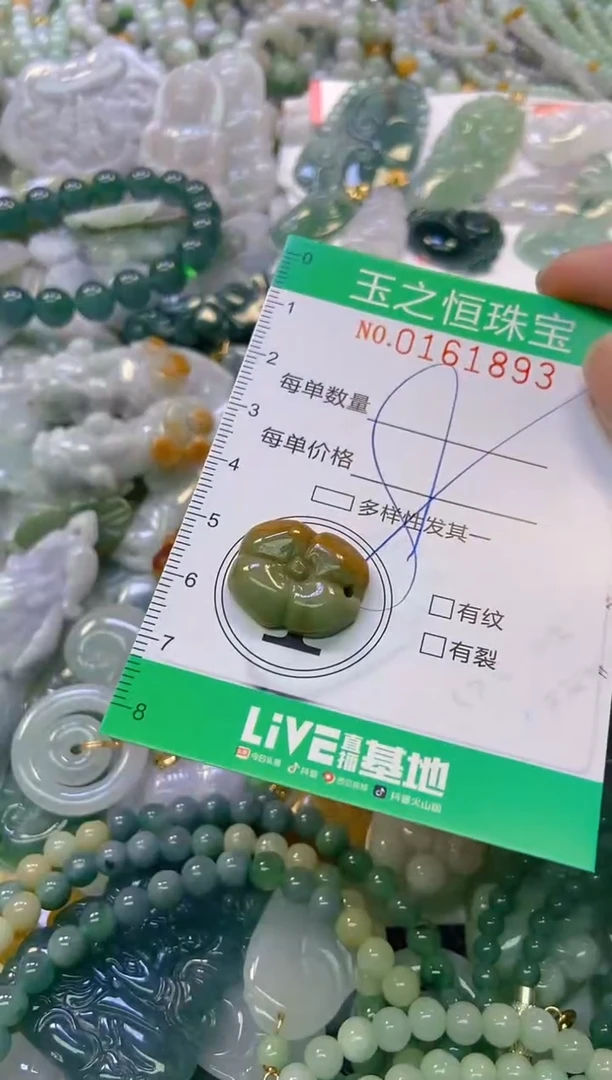 玉之恒珠宝
NO.0161893
0
1
2
3
4
5
6
7
8
每单数量
每单价格
多样性发其一
有纹
有裂
LiVE直播基地
今日头条 抖音 西瓜视频 抖音火山版